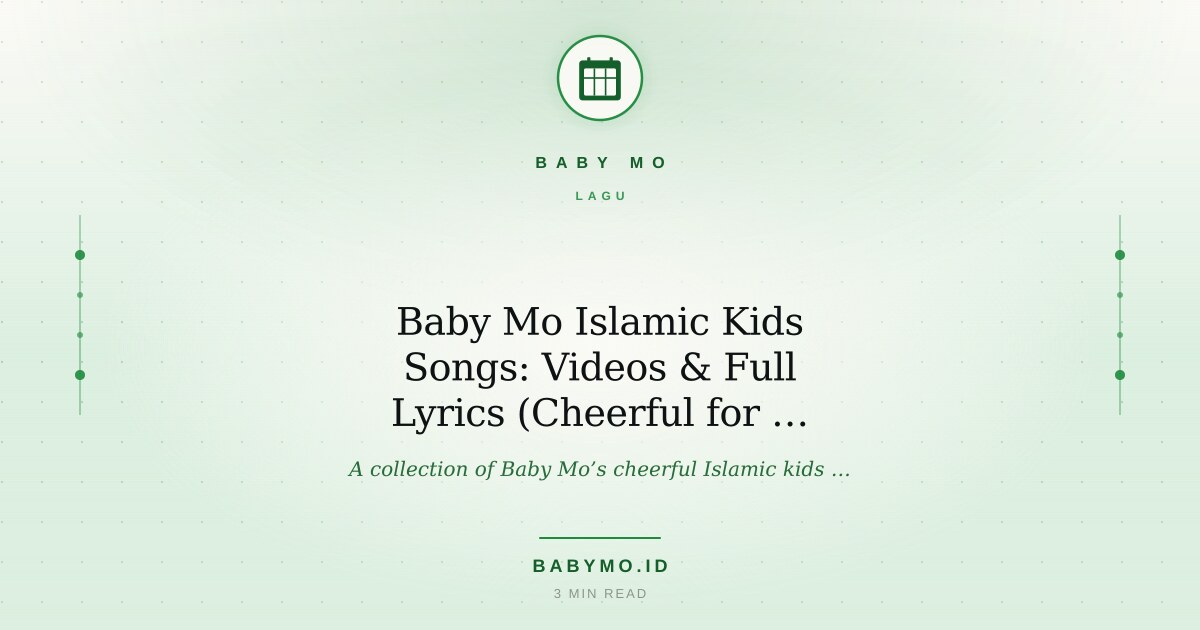 BABY MO
LAGU
Baby Mo Islamic Kids
Songs: Videos & Full
Lyrics (Cheerful for …
A collection of Baby Mo’s cheerful Islamic kids …
BABYMO.ID
3 MIN READ